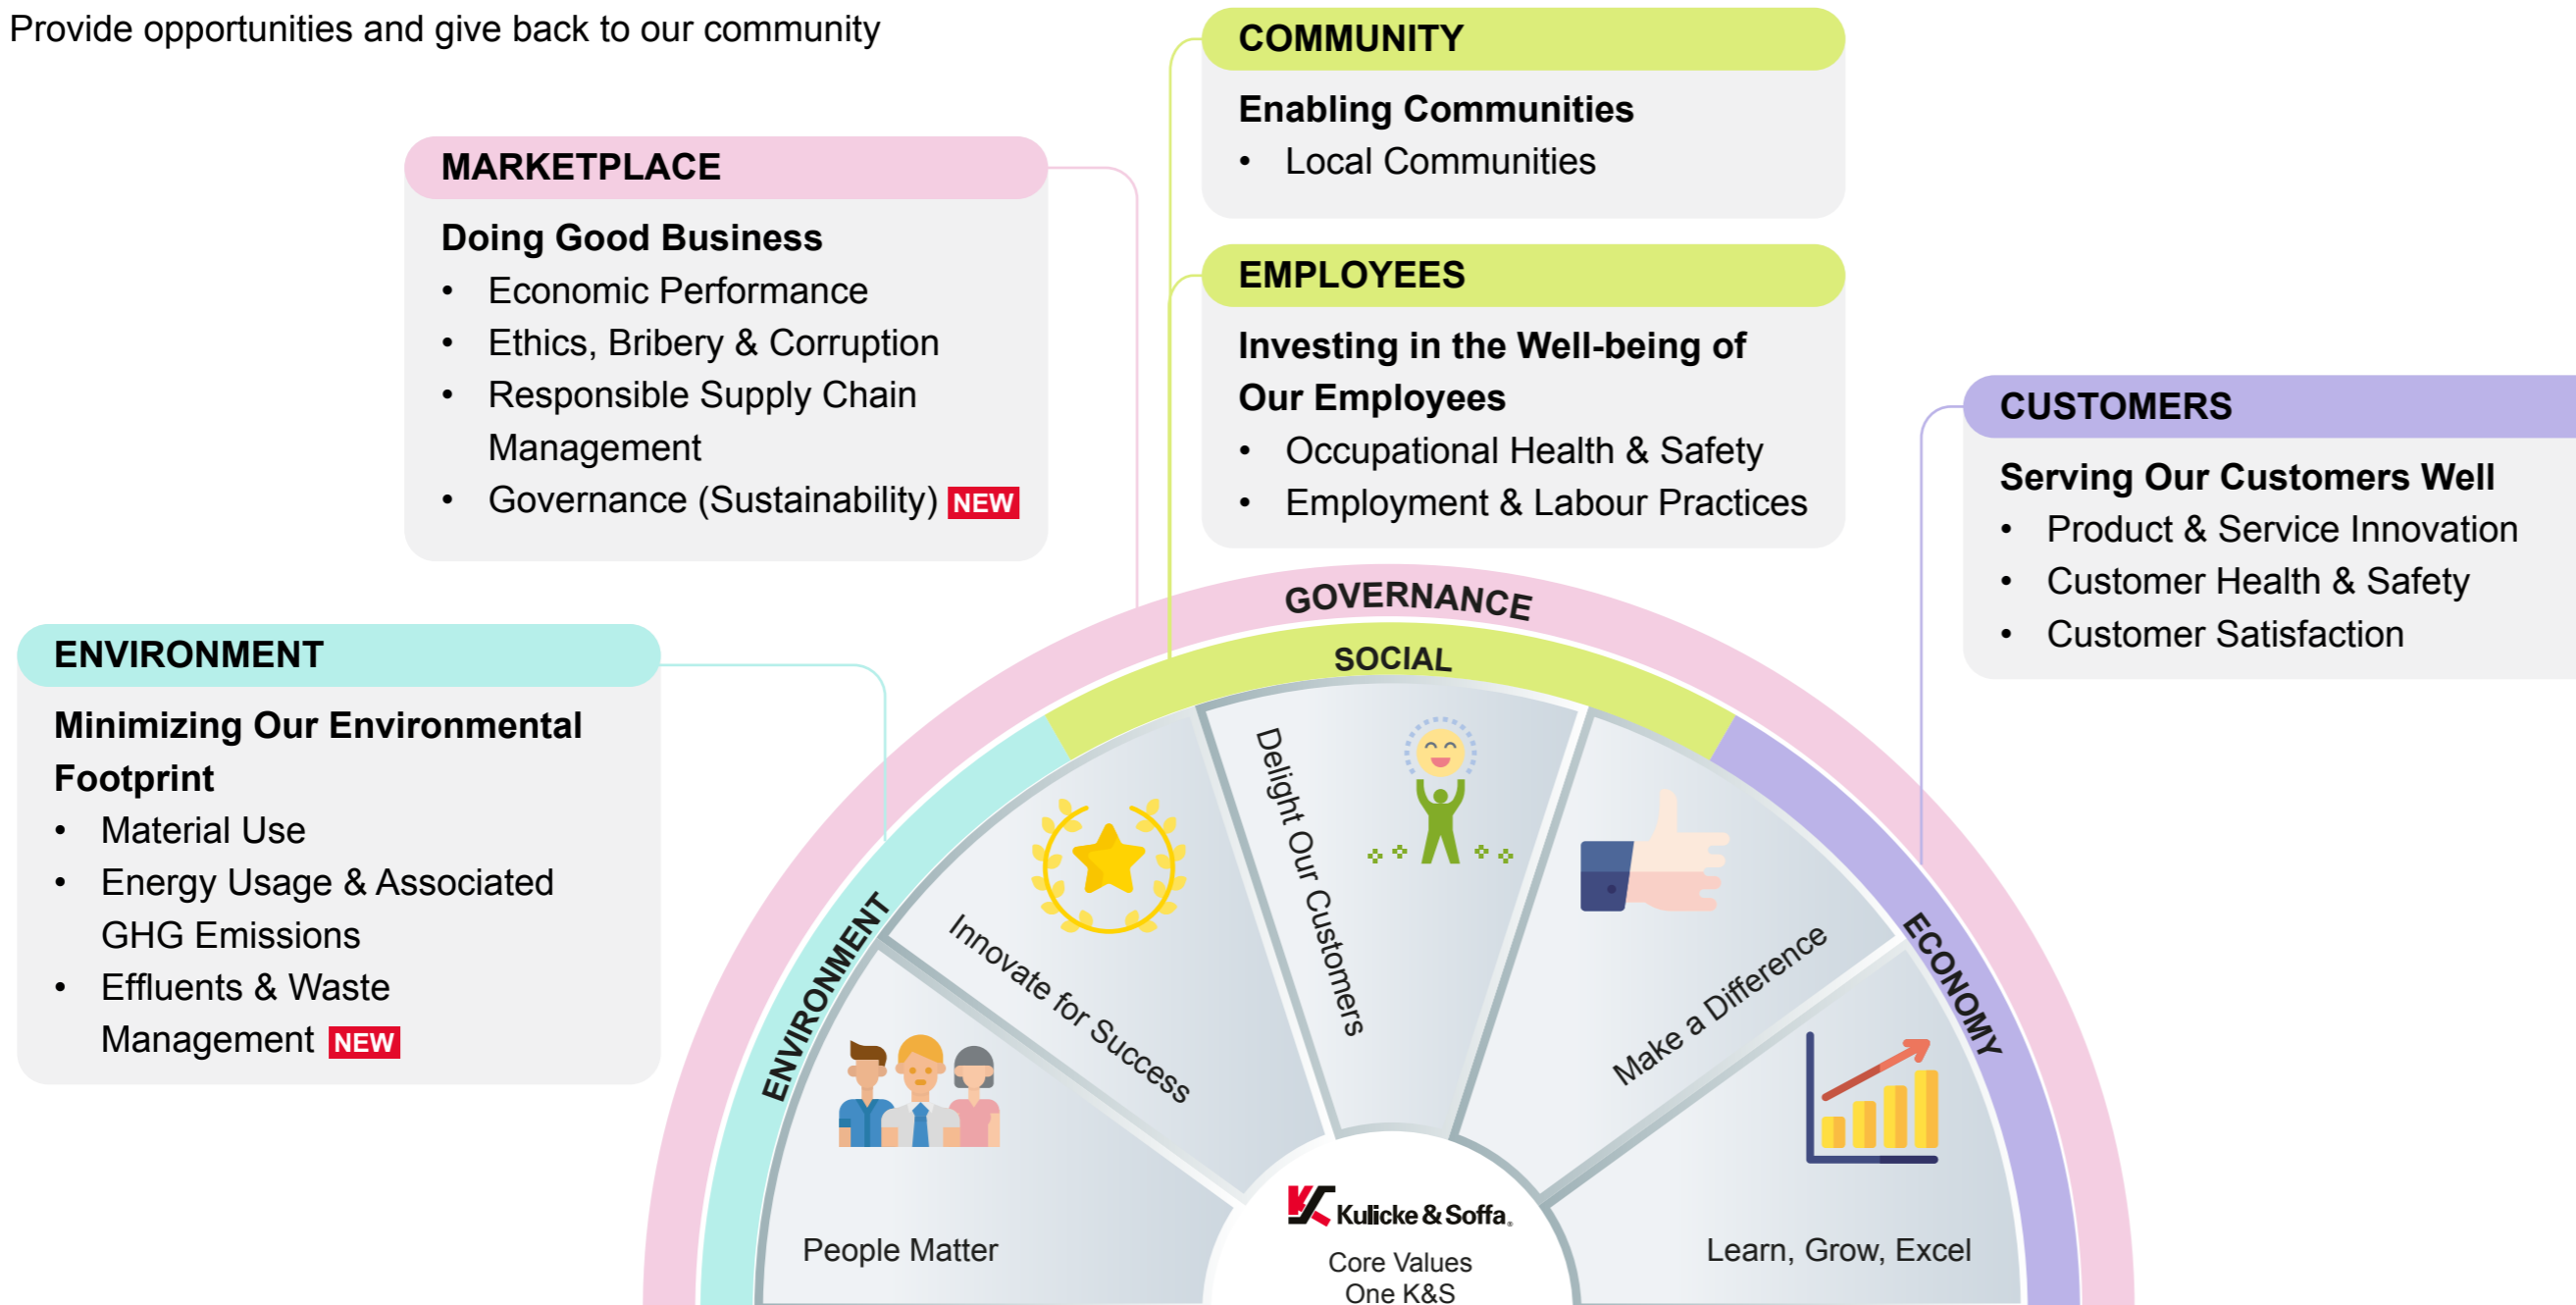 Provide opportunities and give back to our community
COMMUNITY
Enabling Communities
• Local Communities
MARKETPLACE
Doing Good Business
• Economic Performance
• Ethics, Bribery & Corruption
• Responsible Supply Chain
Management
• Governance (Sustainability) NEW
EMPLOYEES
Investing in the Well-being of
Our Employees
• Occupational Health & Safety
• Employment & Labour Practices
CUSTOMERS
Serving Our Customers Well
• Product & Service Innovation
• Customer Health & Safety
• Customer Satisfaction
ENVIRONMENT
Minimizing Our Environmental
Footprint
• Material Use
• Energy Usage & Associated
GHG Emissions
• Effluents & Waste
Management NEW
GOVERNANCE
SOCIAL
ENVIRONMENT
ECONOMY
People Matter
Innovate for Success
Delight Our Customers
Make a Difference
Learn, Grow, Excel
Kulicke & Soffa®
Core Values
One K&S